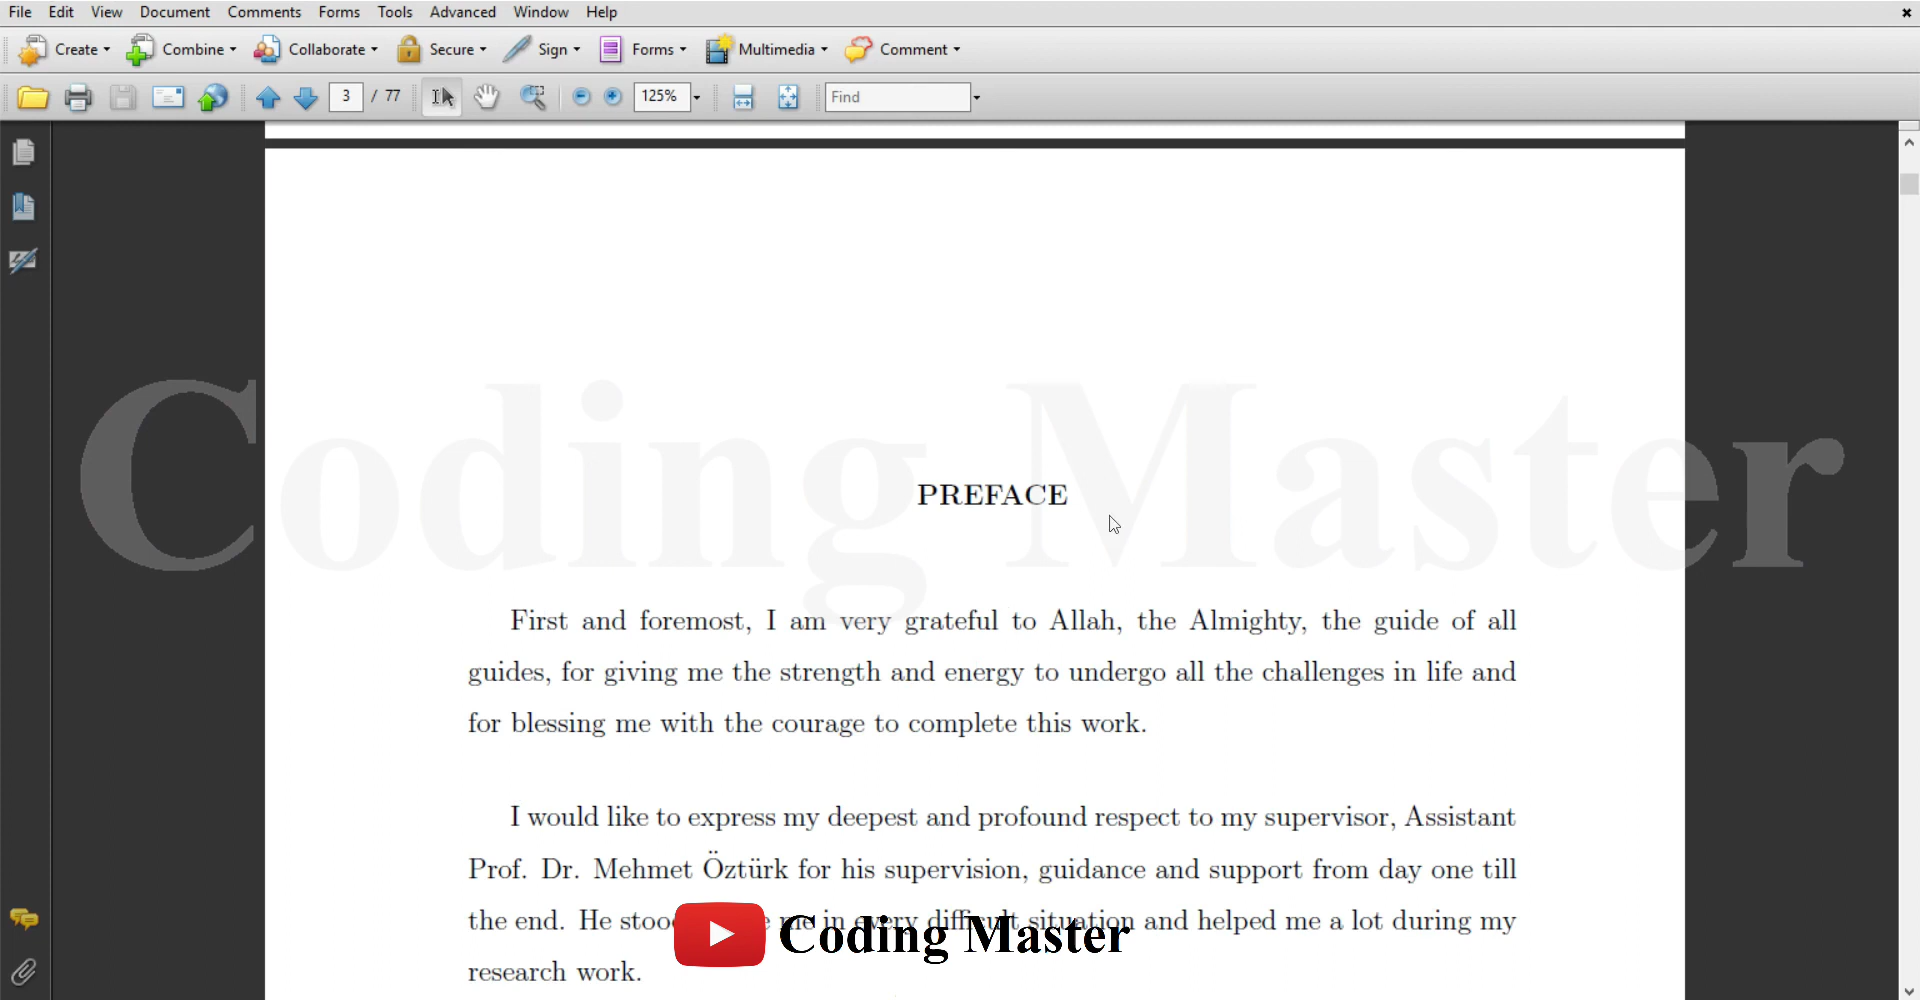 File Edit View Document Comments Forms Tools Advanced Window Help
Create Combine Collaborate Secure Sign Forms Multimedia Comment
3 / 77 125% Find
Coding Master
PREFACE
First and foremost, I am very grateful to Allah, the Almighty, the guide of all
guides, for giving me the strength and energy to undergo all the challenges in life and
for blessing me with the courage to complete this work.
I would like to express my deepest and profound respect to my supervisor, Assistant
Prof. Dr. Mehmet Öztürk for his supervision, guidance and support from day one till
the end. He me in every difficult situation and helped me a lot during my
Coding Master
research work.